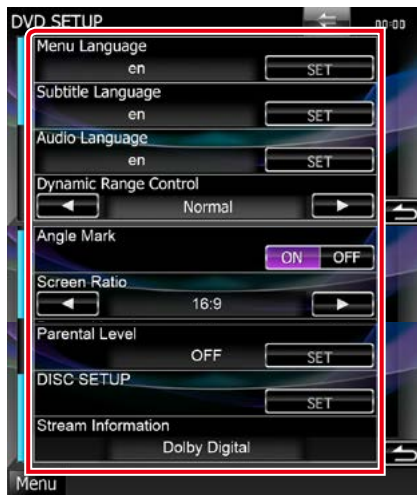 DVD SETUP 00:00
Menu Language
en SET
Subtitle Language
en SET
Audio Language
en SET
Dynamic Range Control
Normal
Angle Mark
ON OFF
Screen Ratio
16:9
Parental Level
OFF SET
DISC SETUP
SET
Stream Information
Dolby Digital
Menu